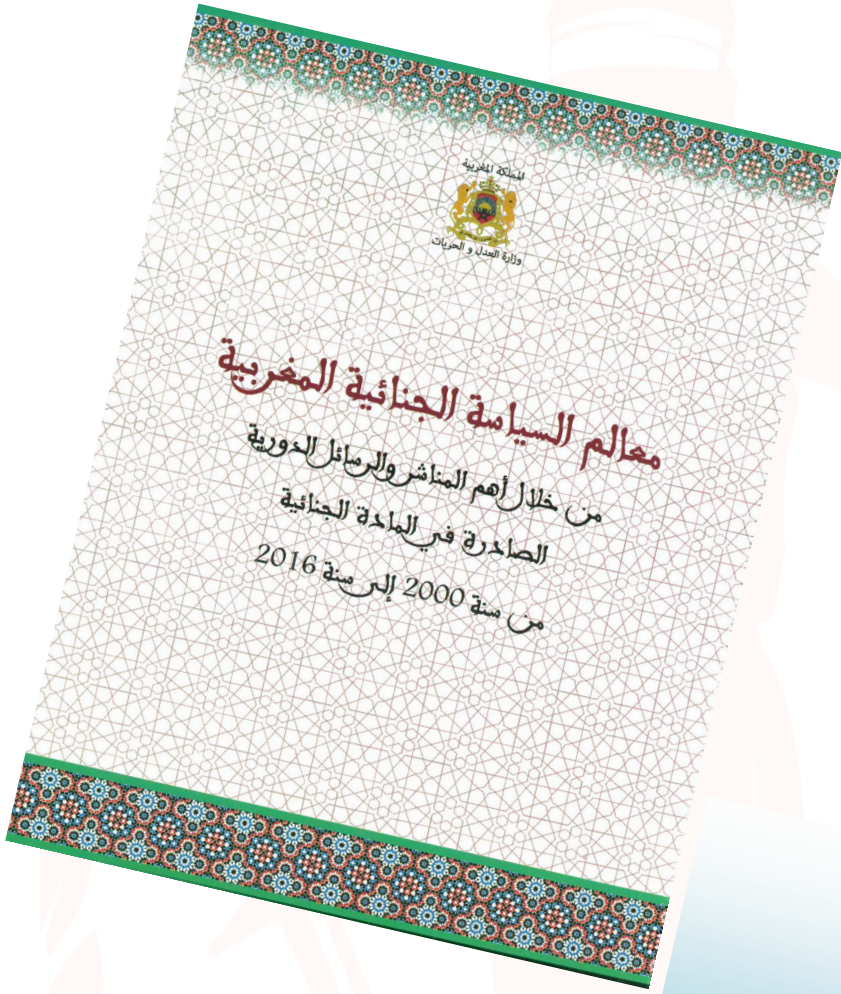 المملكة المغربية
وزارة العدل و الحريات
معالم السياسة الجنائية المغربية
من خلال أهم المناشر والرسائل الدورية
الصادرة في المادة الجنائية
من سنة 2000 إلى سنة 2016